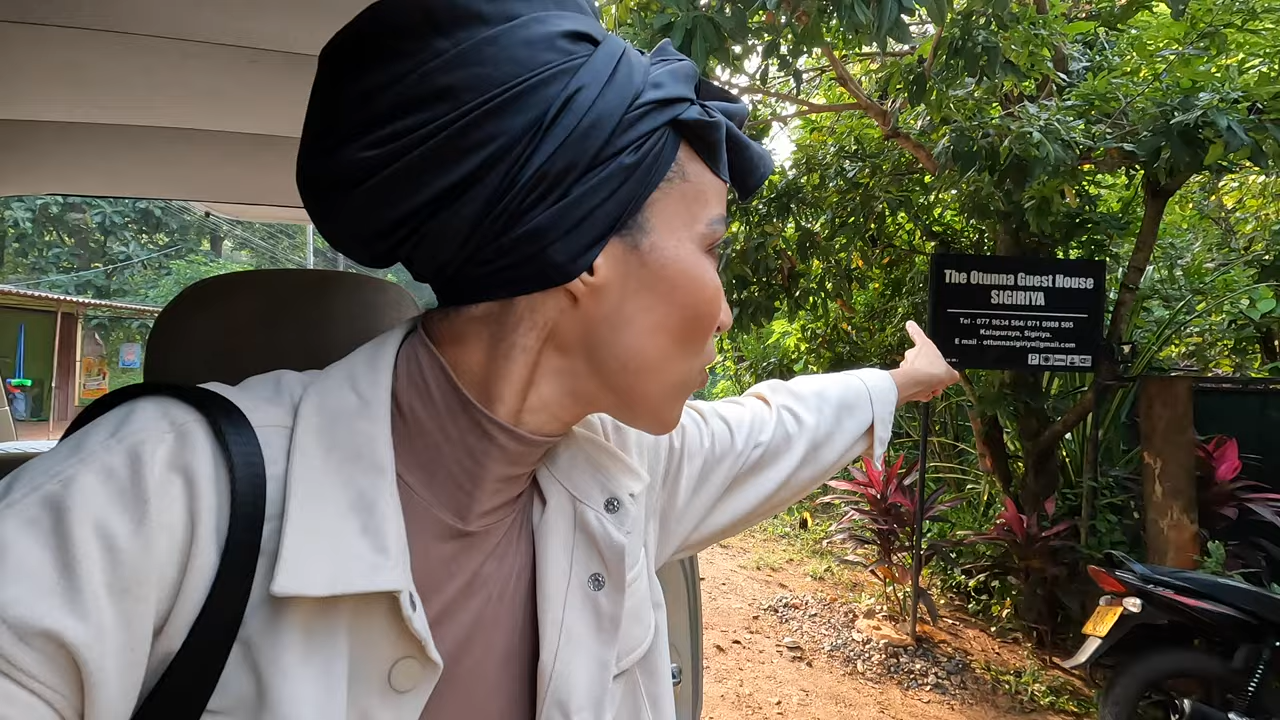 The Otunna Guest House
SIGIRIYA
Tel - 077 9634 564/ 071 0988 505
Kalapuraya, Sigiriya.
E mail - ottunnasigiriya@gmail.com
P